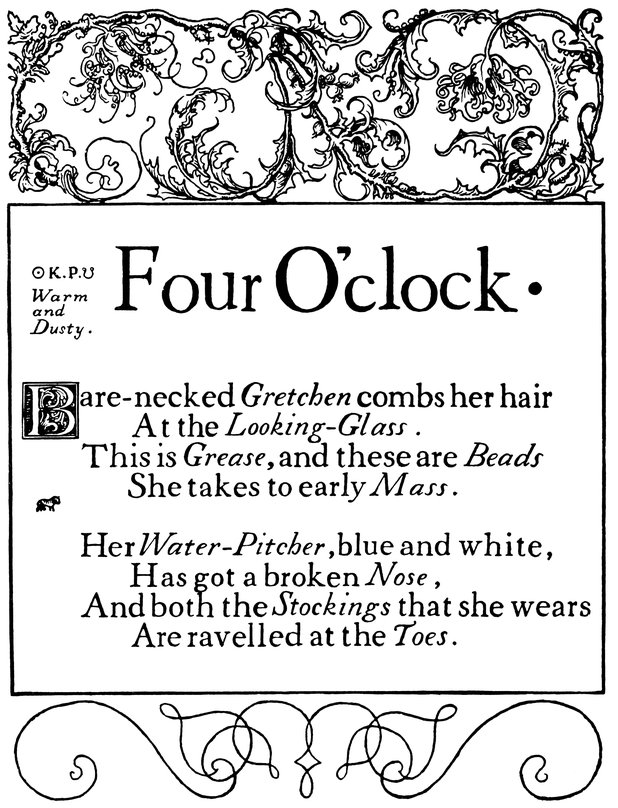 Four O'clock.
☉ K.P. ☋
Warm
and
Dusty.
Bare-necked Gretchen combs her hair
At the Looking-Glass.
This is Grease, and these are Beads
She takes to early Mass.
Her Water-Pitcher, blue and white,
Has got a broken Nose,
And both the Stockings that she wears
Are ravelled at the Toes.